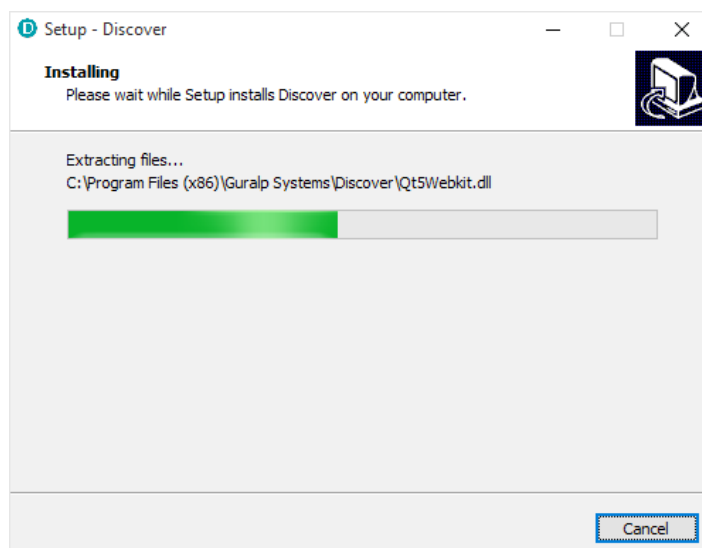 Setup - Discover
Installing
Please wait while Setup installs Discover on your computer.
Extracting files...
C:\Program Files (x86)\Guralp Systems\Discover\Qt5Webkit.dll
Cancel